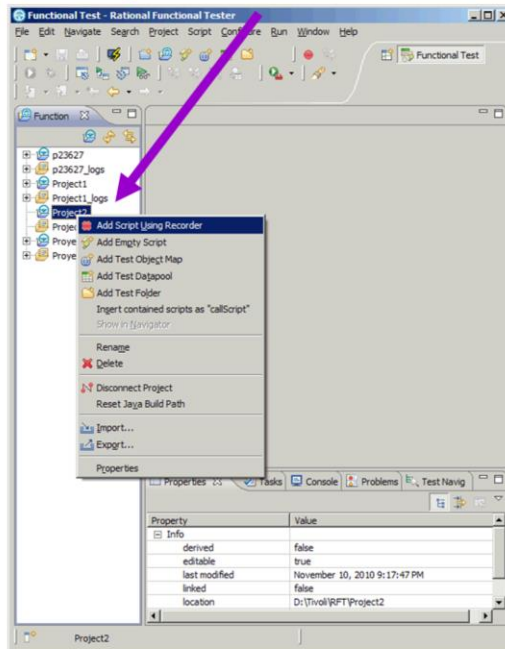 Functional Test - Rational Functional Tester
File Edit Navigate Search Project Script Configure Run Window Help
Functional Test
Function
p23627
p23627_logs
Project1
Project1_logs
Project2
Projec
Proye
Proye
Add Script Using Recorder
Add Empty Script
Add Test Object Map
Add Test Datapool
Add Test Folder
Insert contained scripts as "callScript"
Show in Navigator
Rename
Delete
Disconnect Project
Reset Java Build Path
Import...
Export...
Properties
Properties Tasks Console Problems Test Navig
Property Value
Info
derived false
editable true
last modified November 10, 2010 9:17:47 PM
linked false
location D:\Tivoli\RFT\Project2
Project2